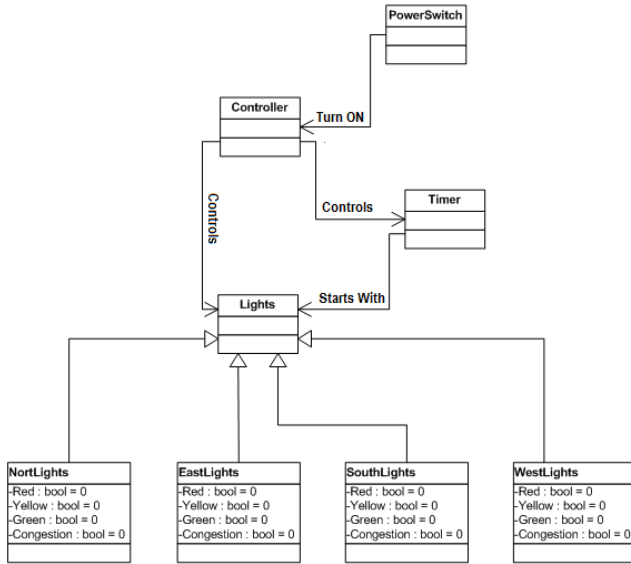 PowerSwitch
Controller
Turn ON
Controls
Controls
Timer
Lights
Starts With
NortLights
-Red : bool = 0
-Yellow : bool = 0
-Green : bool = 0
-Congestion : bool = 0
EastLights
-Red : bool = 0
-Yellow : bool = 0
-Green : bool = 0
-Congestion : bool = 0
SouthLights
-Red : bool = 0
-Yellow : bool = 0
-Green : bool = 0
-Congestion : bool = 0
WestLights
-Red : bool = 0
-Yellow : bool = 0
-Green : bool = 0
-Congestion : bool = 0